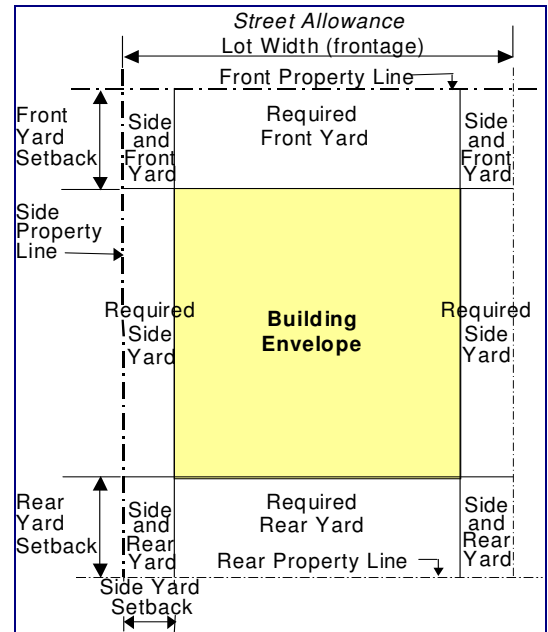 Street Allowance
Lot Width (frontage)
Front Property Line
Front
Yard
Setback
Side
and
Front
Yard
Required
Front Yard
Side
and
Front
Yard
Side
Property
Line
Required
Side
Yard
Building
Envelope
Required
Side
Yard
Rear
Yard
Setback
Side
and
Rear
Yard
Required
Rear Yard
Side
and
Rear
Yard
Rear Property Line
Side Yard
Setback